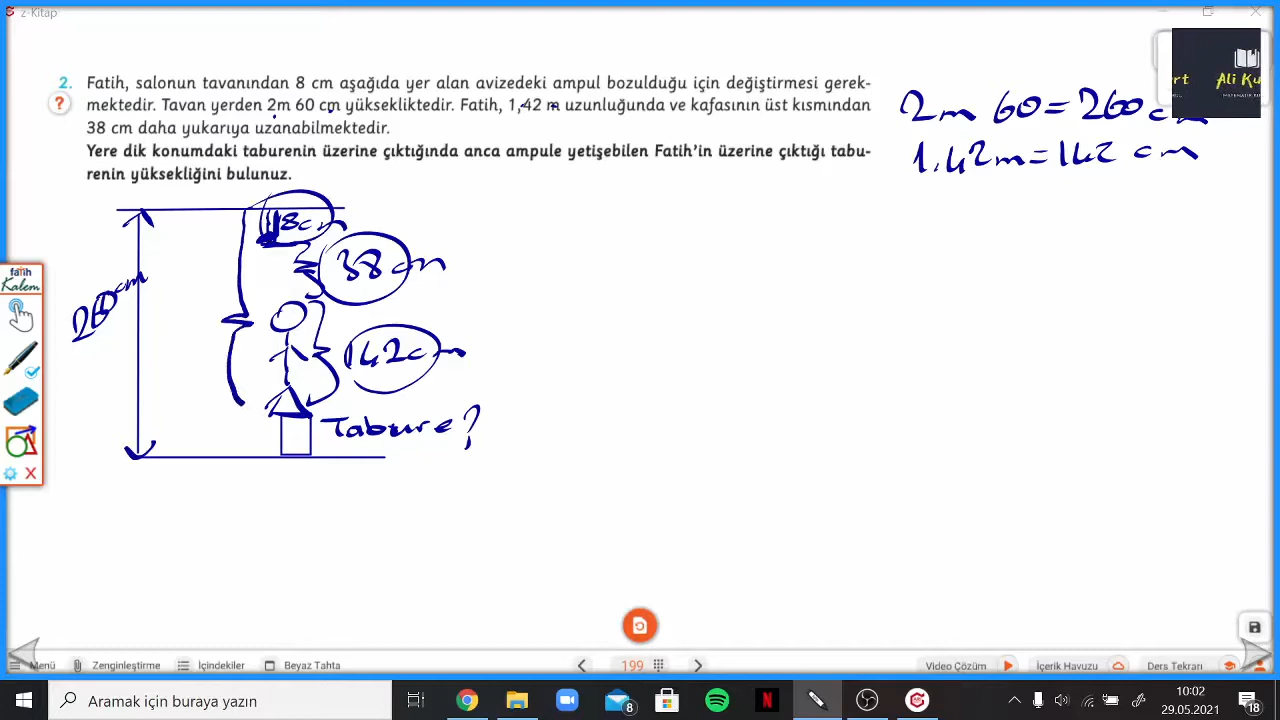 z-Kitap
2. Fatih, salonun tavanından 8 cm aşağıda yer alan avizedeki ampul bozulduğu için değiştirmesi gerek-
? mektedir. Tavan yerden 2m 60 cm yüksekliktedir. Fatih, 1,42 m uzunluğunda ve kafasının üst kısmından
38 cm daha yukarıya uzanabilmektedir.
Yere dik konumdaki taburenin üzerine çıktığında anca ampule yetişebilen Fatih'in üzerine çıktığı tabu-
renin yüksekliğini bulunuz.
Ali Ku
2m 60 = 260 cm
1.42m = 142 cm
8cm
38 cm
260 cm
142cm
Tabure?
fatih
Kalem
Menü Zenginleştirme İçindekiler Beyaz Tahta 199 Video Çözüm İçerik Havuzu Ders Tekrarı
Aramak için buraya yazın 8 10:02
29.05.2021 18